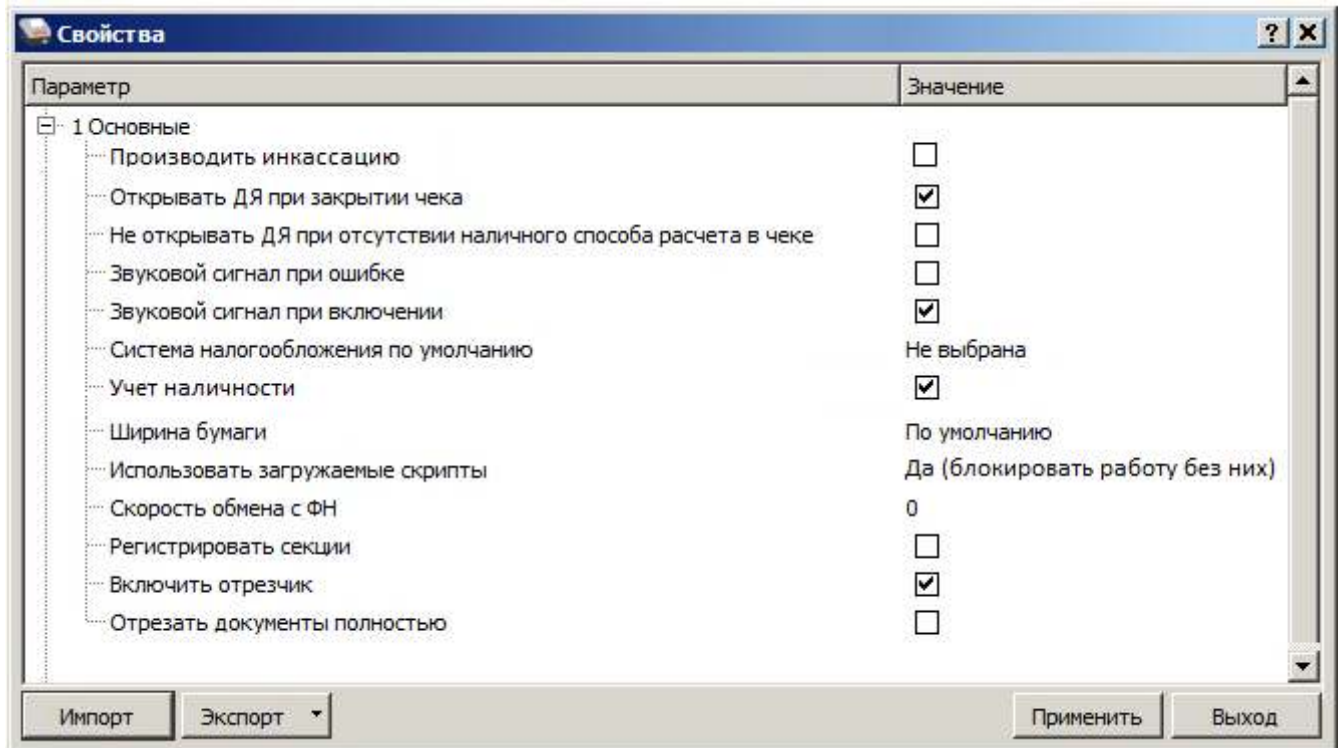 Свойства
Параметр Значение
1 Основные
Производить инкассацию
Открывать ДЯ при закрытии чека
Не открывать ДЯ при отсутствии наличного способа расчета в чеке
Звуковой сигнал при ошибке
Звуковой сигнал при включении
Система налогообложения по умолчанию Не выбрана
Учет наличности
Ширина бумаги По умолчанию
Использовать загружаемые скрипты Да (блокировать работу без них)
Скорость обмена с ФН 0
Регистрировать секции
Включить отрезчик
Отрезать документы полностью
Импорт Экспорт Применить Выход